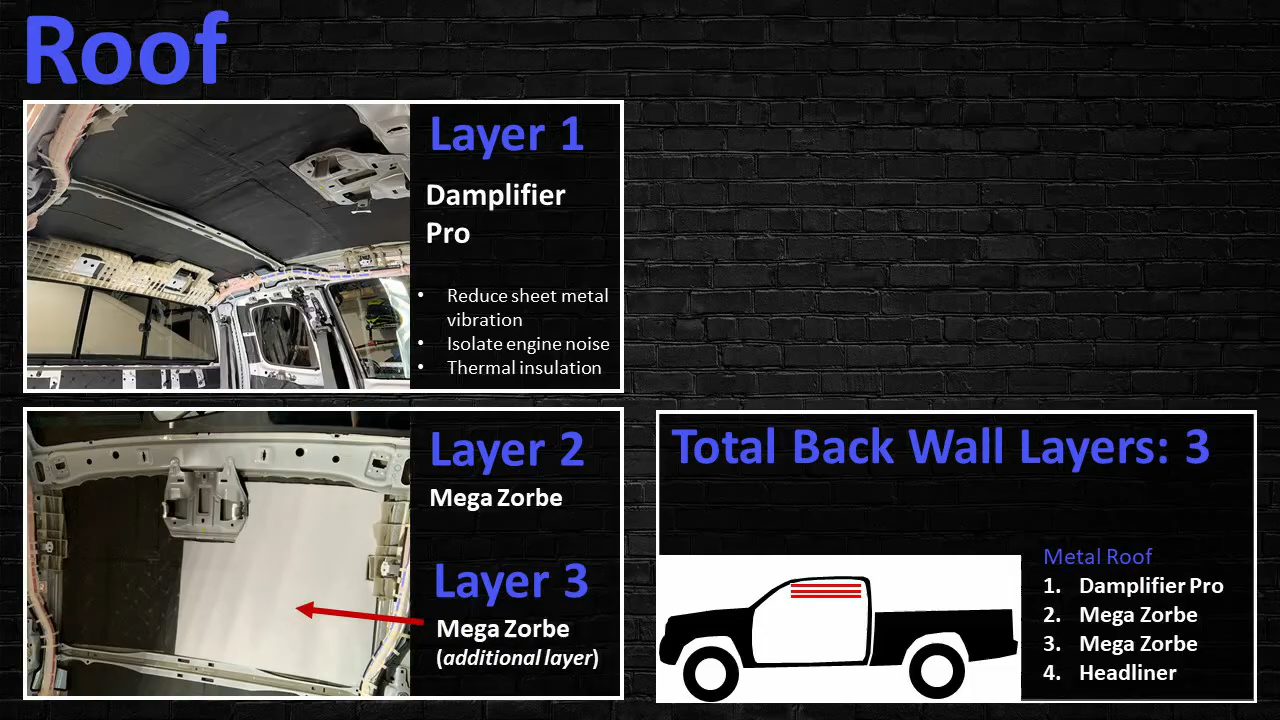 Roof
Layer 1
Damplifier
Pro
• Reduce sheet metal
vibration
• Isolate engine noise
• Thermal insulation
Layer 2
Mega Zorbe
Layer 3
Mega Zorbe
(additional layer)
Total Back Wall Layers: 3
Metal Roof
1. Damplifier Pro
2. Mega Zorbe
3. Mega Zorbe
4. Headliner